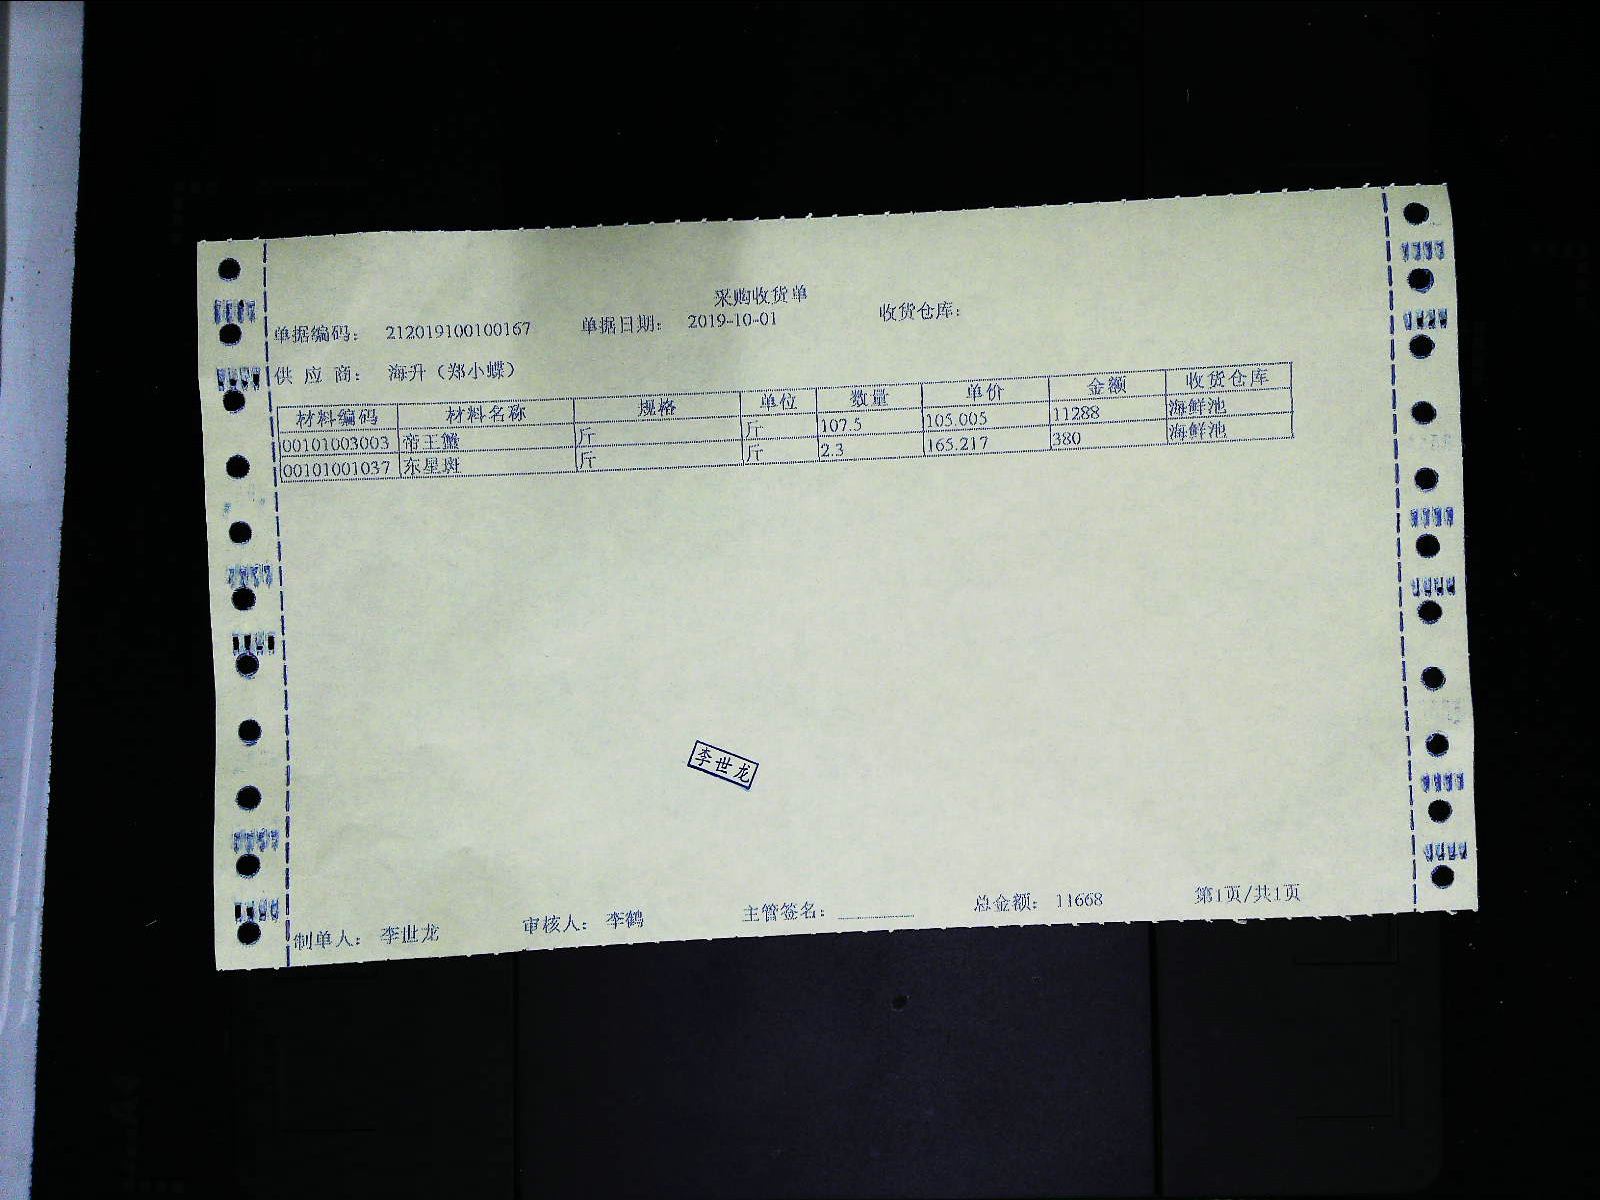 采购收货单
单据编码： 212019100100167 单据日期： 2019-10-01 收货仓库：
供 应 商： 海升（郑小蝶）
材料编码 材料名称 规格 单位 数量 单价 金额 收货仓库
00101003003 帝王蟹 斤 斤 107.5 105.005 11288 海鲜池
00101001037 东星斑 斤 斤 2.3 165.217 380 海鲜池
李世龙
制单人： 李世龙 审核人： 李鹤 主管签名： 总金额： 11668 第1页/共1页